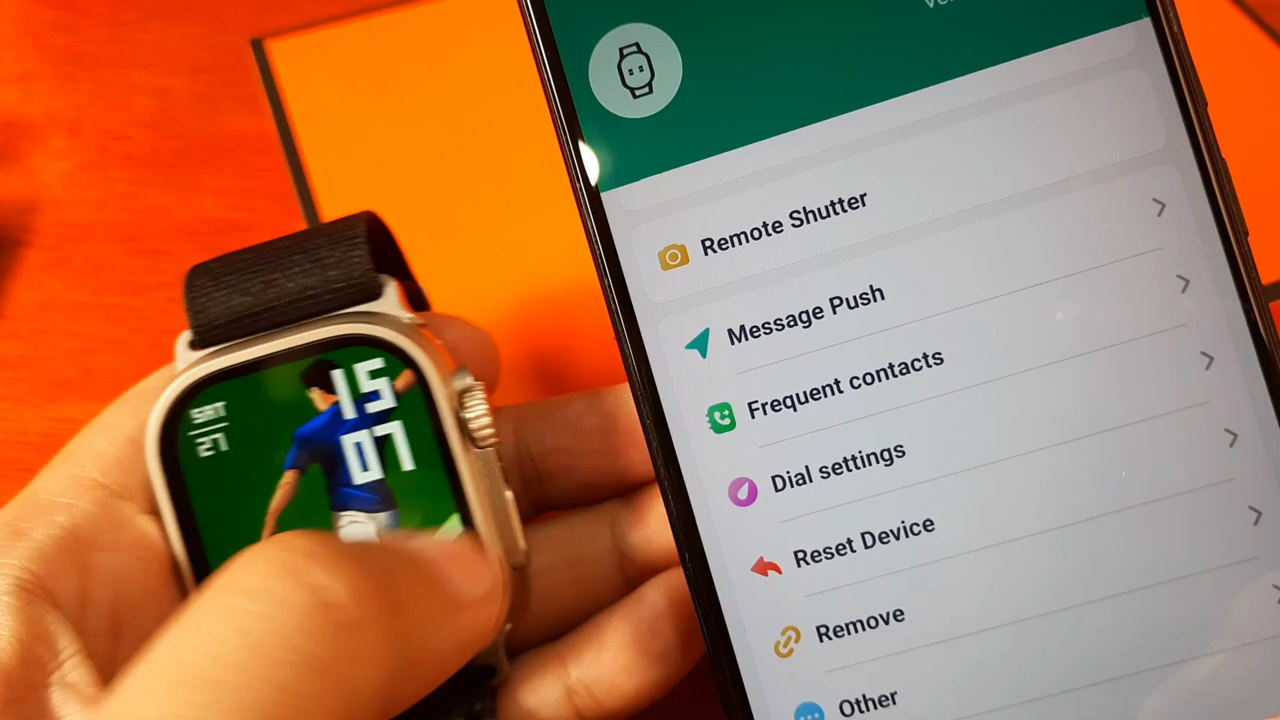 SAT
27
15
07
Remote Shutter
Message Push
Frequent contacts
Dial settings
Reset Device
Remove
Other